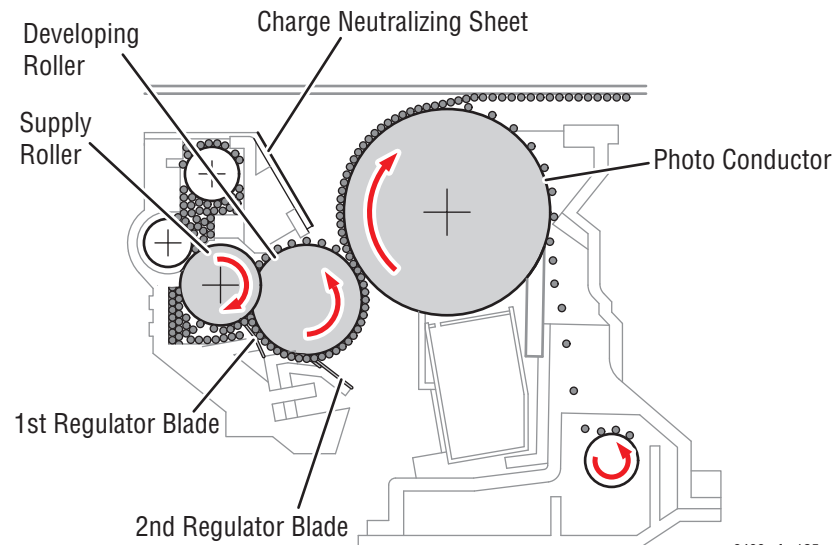 Developing
Roller
Charge Neutralizing Sheet
Supply
Roller
Photo Conductor
1st Regulator Blade
2nd Regulator Blade